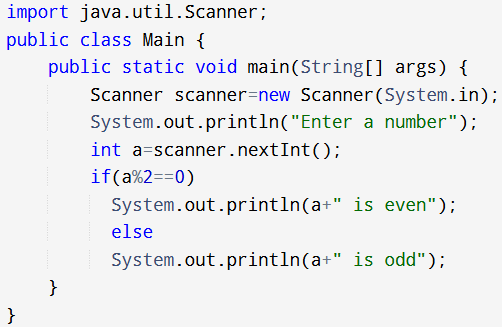 import java.util.Scanner;
public class Main {
    public static void main(String[] args) {
        Scanner scanner=new Scanner(System.in);
        System.out.println("Enter a number");
        int a=scanner.nextInt();
        if(a%2==0)
          System.out.println(a+" is even");
          else
          System.out.println(a+" is odd");
    }
}